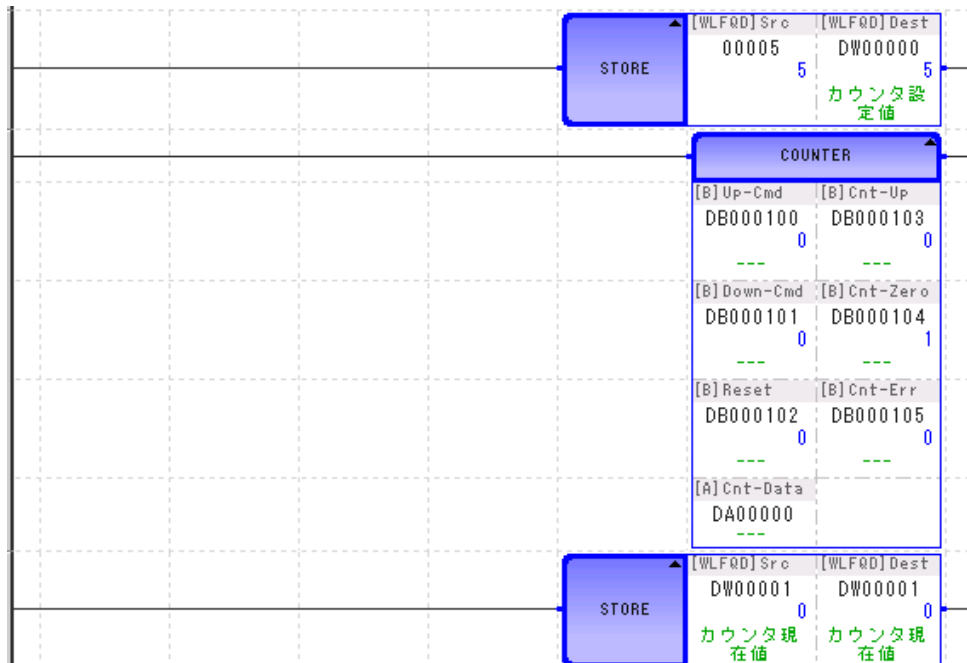 [WLFQD]Src [WLFQD]Dest
STORE 00005 DW00000
5 5
カウンタ設
定値
COUNTER
[B]Up-Cmd [B]Cnt-Up
DB000100 DB000103
0 0
--- ---
[B]Down-Cmd [B]Cnt-Zero
DB000101 DB000104
0 1
--- ---
[B]Reset [B]Cnt-Err
DB000102 DB000105
0 0
--- ---
[A]Cnt-Data
DA00000
---
[WLFQD]Src [WLFQD]Dest
STORE DW00001 DW00001
0 0
カウンタ現 カウンタ現
在値 在値